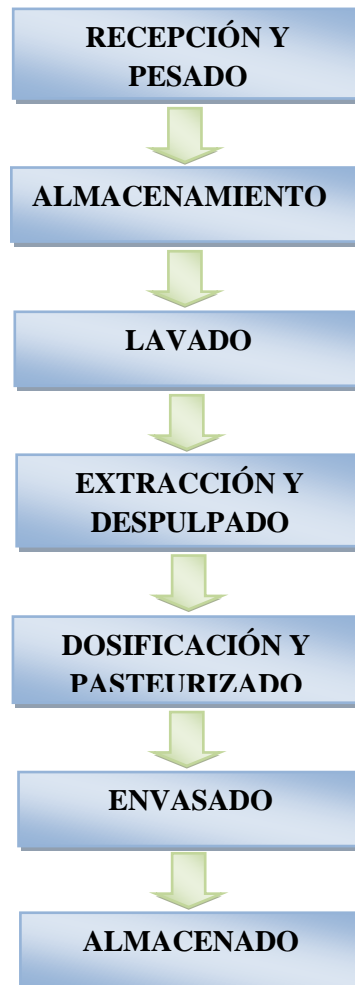 RECEPCIÓN Y
PESADO
ALMACENAMIENTO
LAVADO
EXTRACCIÓN Y
DESPULPADO
DOSIFICACIÓN Y
PASTEURIZADO
ENVASADO
ALMACENADO